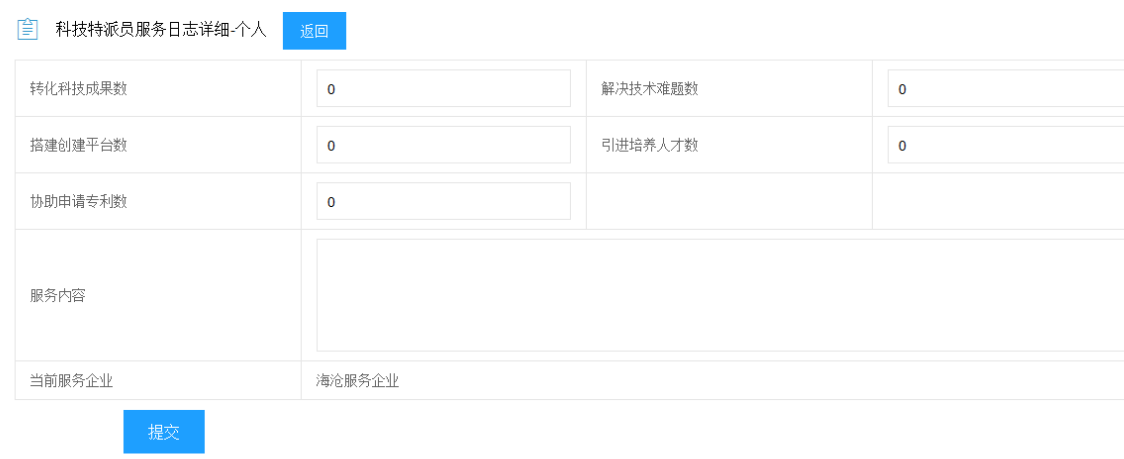 科技特派员服务日志详细-个人 返回
转化科技成果数 0 解决技术难题数 0
搭建创建平台数 0 引进培养人才数 0
协助申请专利数 0
服务内容
当前服务企业 海沧服务企业
提交